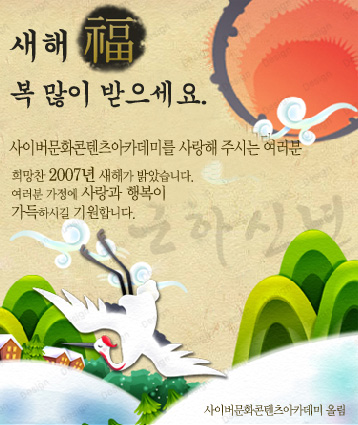 새해 福
복 많이 받으세요.
사이버문화콘텐츠아카데미를 사랑해 주시는 여러분
희망찬 2007년 새해가 밝았습니다.
여러분 가정에 사랑과 행복이
가득하시길 기원합니다.
근하신년
사이버문화콘텐츠아카데미 올림